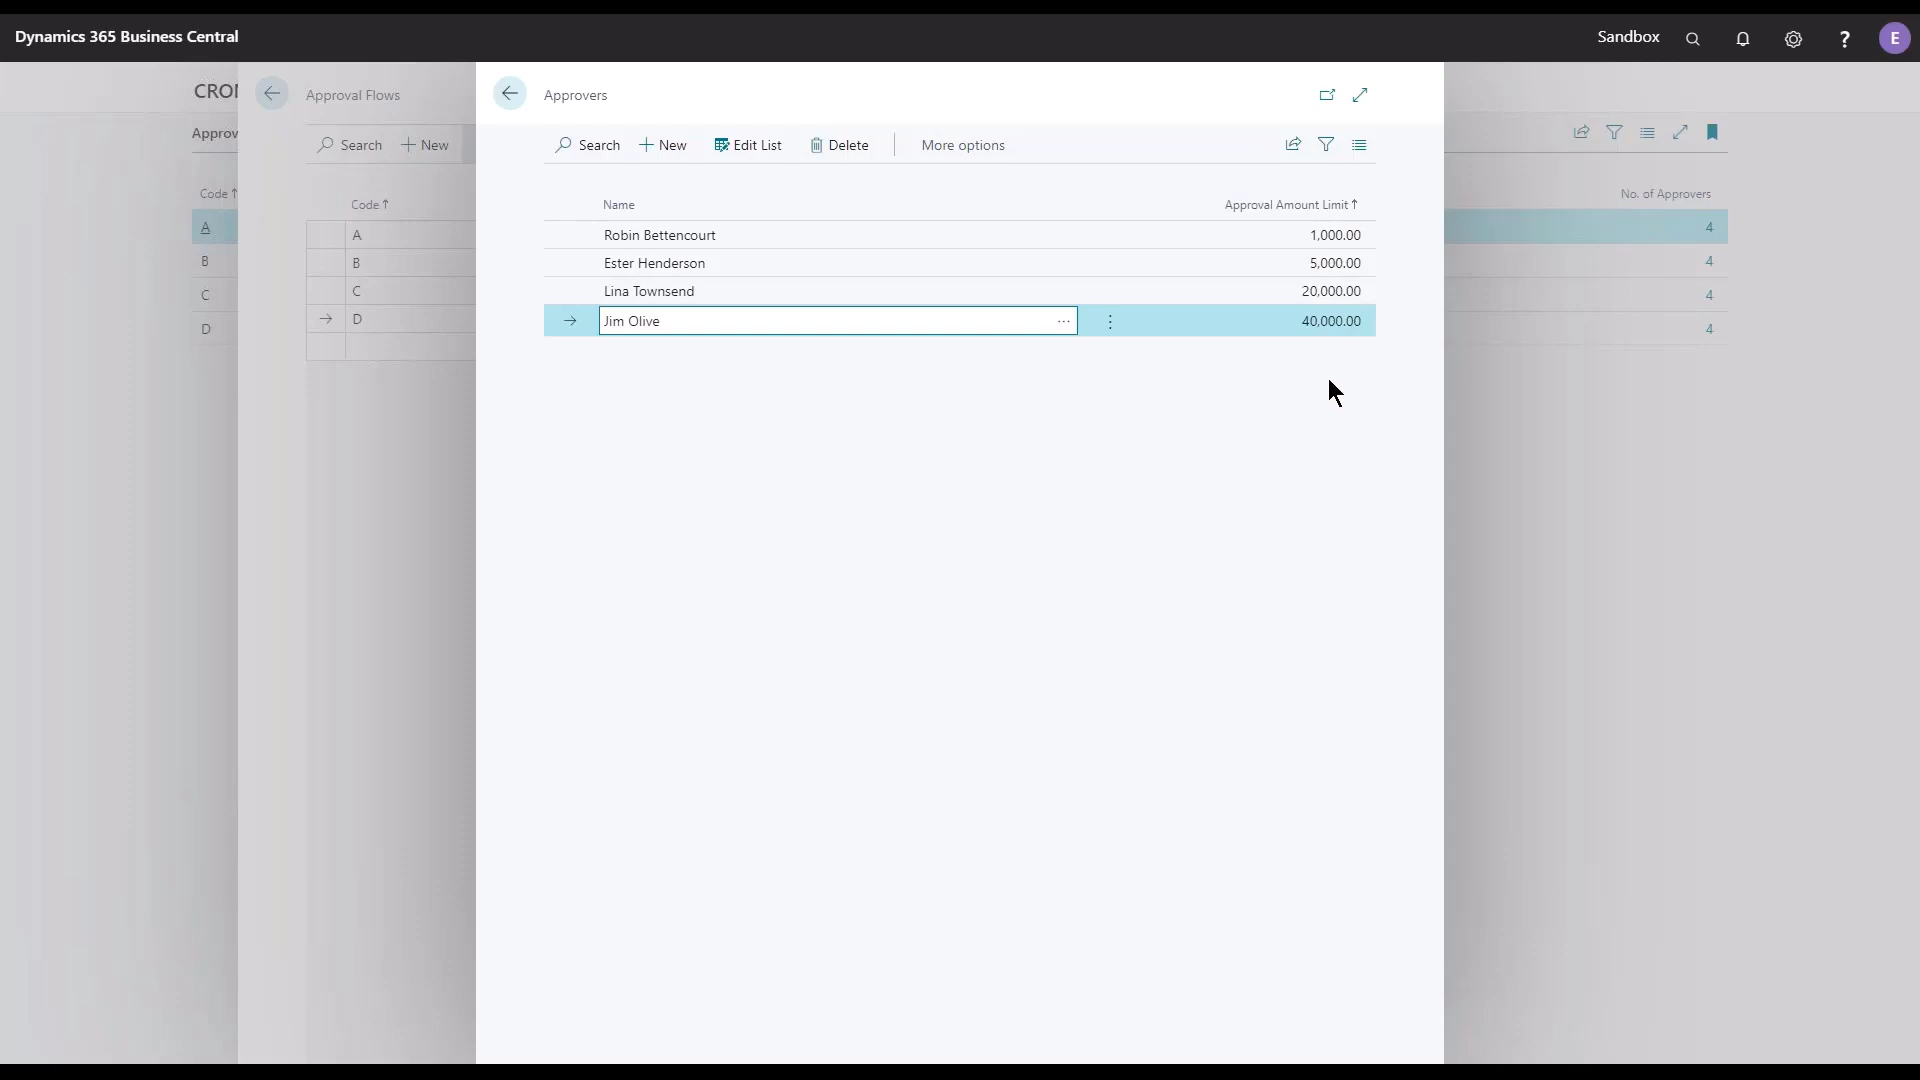 Dynamics 365 Business Central
Sandbox
?
E
CRON
Approv
Code ↑
A
B
C
D
Approval Flows
Search
New
Code ↑
A
B
C
D
Approvers
Search
New
Edit List
Delete
More options
Name Approval Amount Limit ↑
Robin Bettencourt 1,000.00
Ester Henderson 5,000.00
Lina Townsend 20,000.00
Jim Olive 40,000.00
No. of Approvers
4
4
4
4